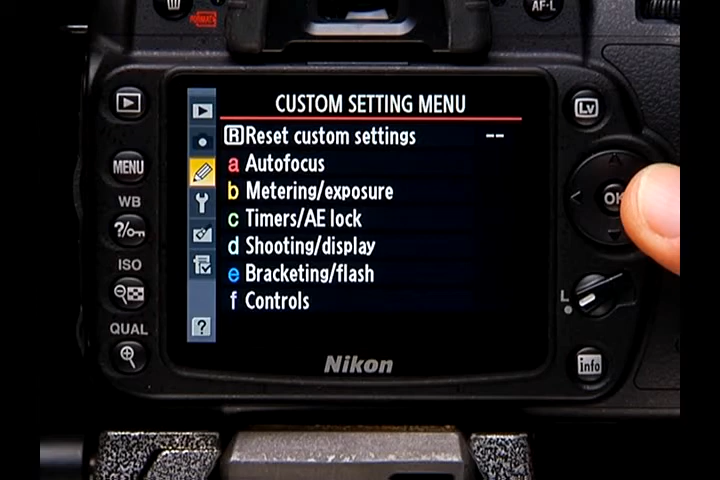 FORMAT
AF-L
CUSTOM SETTING MENU
R Reset custom settings --
a Autofocus
b Metering/exposure
c Timers/AE lock
d Shooting/display
e Bracketing/flash
f Controls
?
MENU
WB
?/
ISO
QUAL
Lv
OK
L
info
Nikon